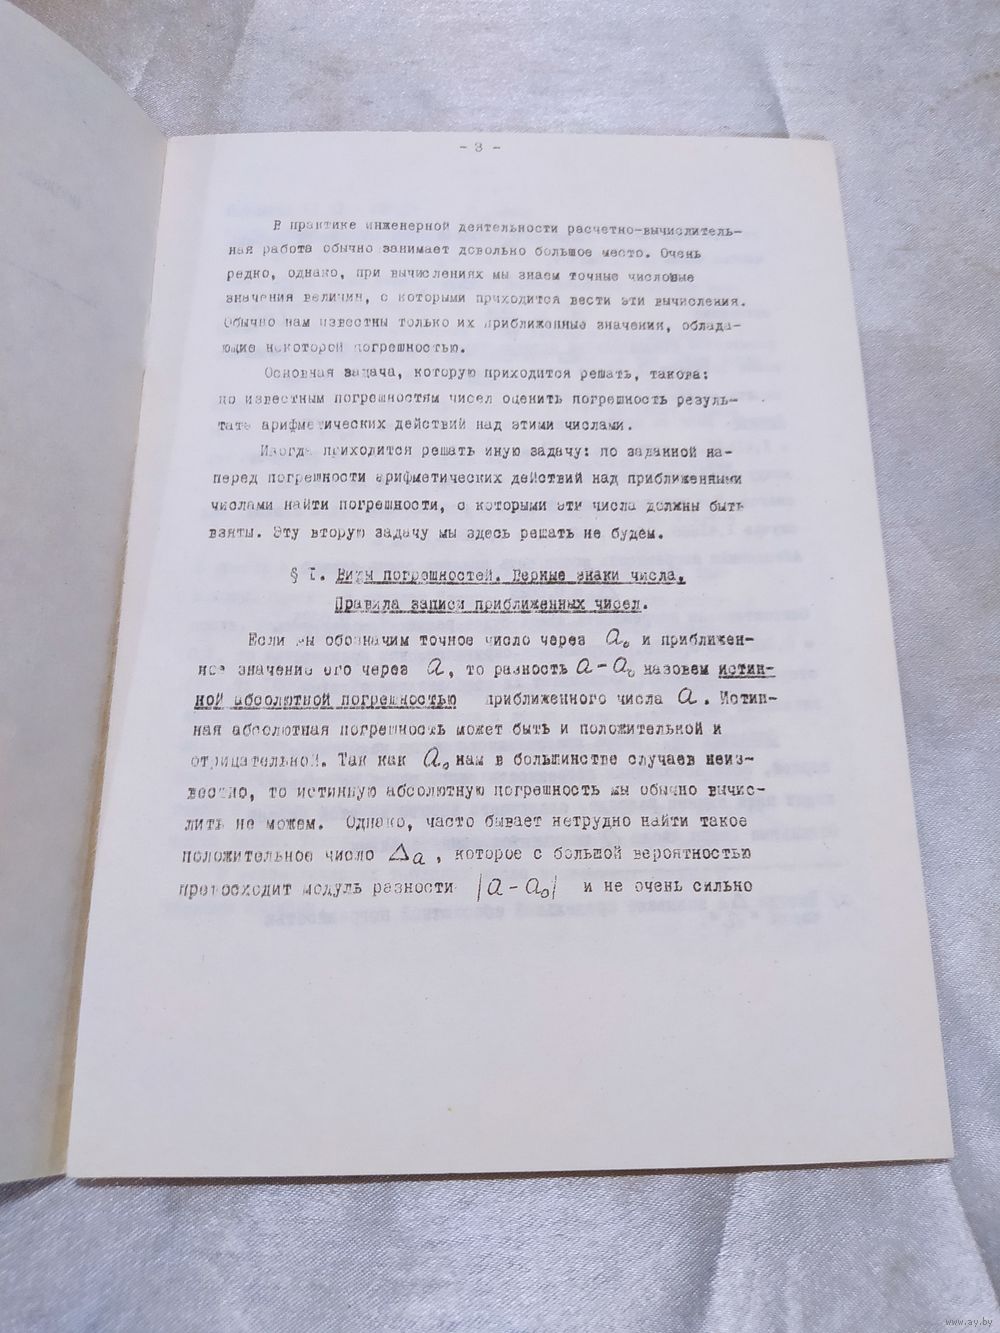 - 3 -
В практике инженерной деятельности расчетно-вычислитель-
ная работа обычно занимает довольно большое место. Очень
редко, однако, при вычислениях мы знаем точные числовые
значения величин, с которыми приходится вести эти вычисления.
Обычно нам известны только их приближенные значения, облада-
ющие некоторой погрешностью.
Основная задача, которую приходится решать, такова:
по известным погрешностям чисел оценить погрешность резуль-
тата арифметических действий над этими числами.
Иногда приходится решать иную задачу: по заданной на-
перед погрешности арифметических действий над приближенными
числами найти погрешности, с которыми эти числа должны быть
взяты. Эту вторую задачу мы здесь решать не будем.
§ I. Виды погрешностей. Верные знаки числа.
Правила записи приближенных чисел.
Если мы обозначим точное число через a₀ и приближен-
ное значение его через a, то разность a - a₀ назовем истин-
ной абсолютной погрешностью приближенного числа a. Истин-
ная абсолютная погрешность может быть и положительной и
отрицательной. Так как a₀ нам в большинстве случаев неиз-
вестно, то истинную абсолютную погрешность мы обычно вычис-
лить не можем. Однако, часто бывает нетрудно найти такое
положительное число Δa, которое с большой вероятностью
превосходит модуль разности |a - a₀| и не очень сильно
www.ay.by